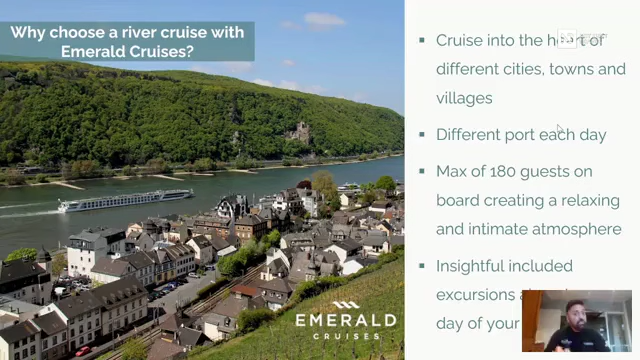 Why choose a river cruise with
Emerald Cruises?
Cruise into the heart of
different cities, towns and
villages
Different port each day
Max of 180 guests on
board creating a relaxing
and intimate atmosphere
Insightful included
excursions
day of your
EMERALD
CRUISES